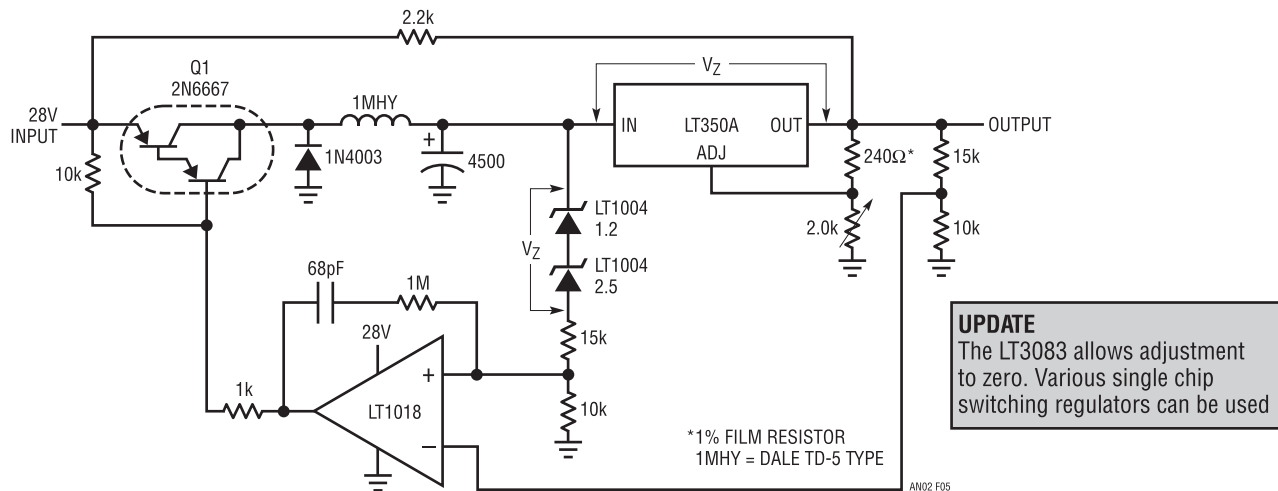 2.2k
Q1
2N6667
28V
INPUT
10k
1MHY
1N4003
+
4500
VZ
IN
LT350A
OUT
ADJ
OUTPUT
240Ω*
15k
2.0k
10k
LT1004
1.2
VZ
LT1004
2.5
68pF
1M
15k
28V
1k
LT1018
+
−
10k
*1% FILM RESISTOR
1MHY = DALE TD-5 TYPE
AN02 F05
UPDATE
The LT3083 allows adjustment
to zero. Various single chip
switching regulators can be used